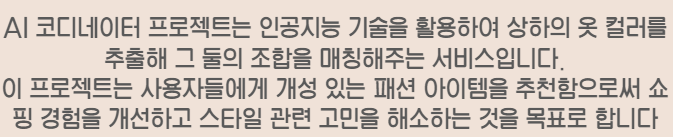 AI 코디네이터 프로젝트는 인공지능 기술을 활용하여 상하의 옷 컬러를
추출해 그 둘의 조합을 매칭해주는 서비스입니다.
이 프로젝트는 사용자들에게 개성 있는 패션 아이템을 추천함으로써 쇼
핑 경험을 개선하고 스타일 관련 고민을 해소하는 것을 목표로 합니다